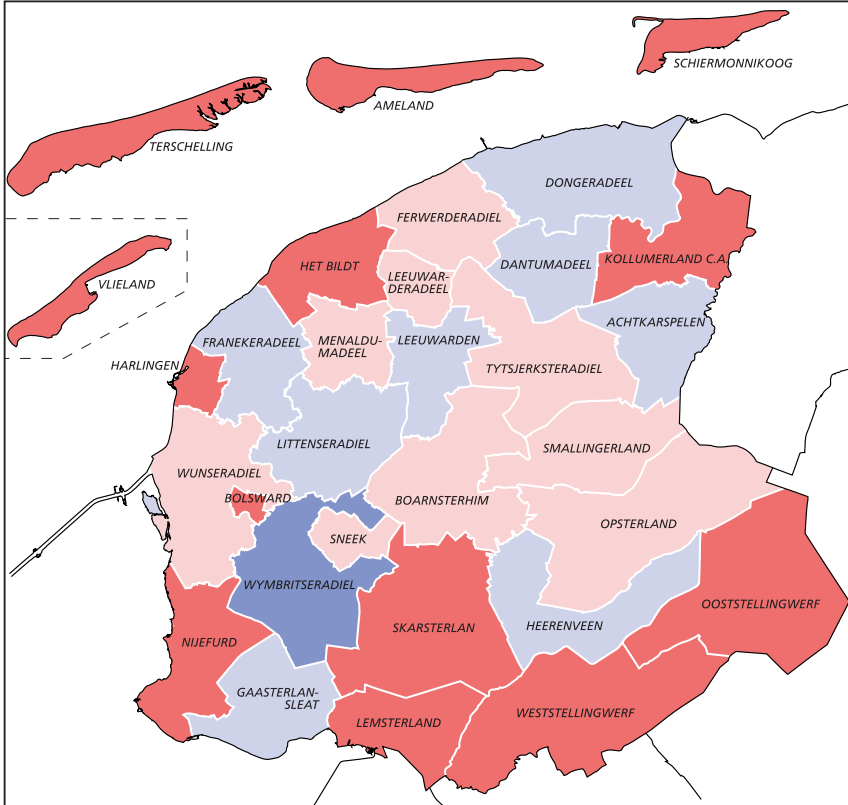 SCHIERMONNIKOOG
AMELAND
TERSCHELLING
DONGERADEEL
FERWERDERADIEL
HET BILDT
DANTUMADEEL
KOLLUMERLAND C.A.
LEEUWAR-
DERADEEL
VLIELAND
ACHTKARSPELEN
FRANEKERADEEL
MENALDU-
MADEEL
LEEUWARDEN
HARLINGEN
TYTSJERKSTERADIEL
LITTENSERADIEL
SMALLINGERLAND
WUNSERADIEL
BOLSWARD
BOARNSTERHIM
OPSTERLAND
SNEEK
WYMBRITSERADIEL
OOSTSTELLINGWERF
SKARSTERLAN
HEERENVEEN
NIJEFURD
GAASTERLAN-
SLEAT
LEMSTERLAND
WESTSTELLINGWERF